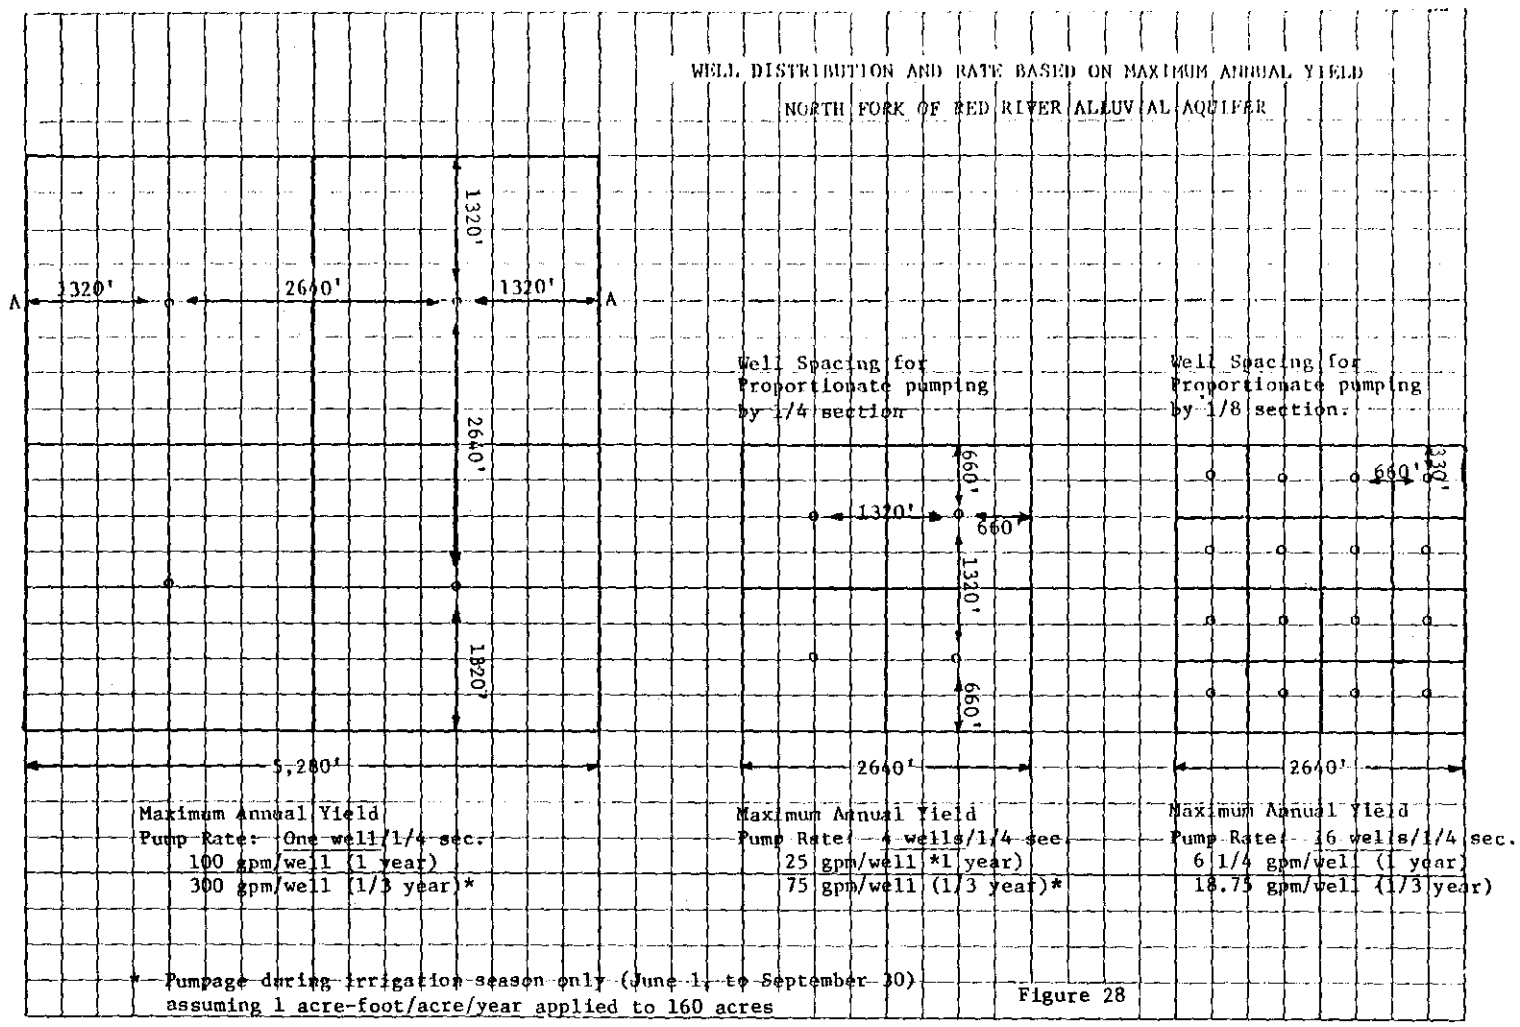 WELL DISTRIBUTION AND RATE BASED ON MAXIMUM ANNUAL YIELD
NORTH FORK OF RED RIVER ALLUVIAL AQUIFER
1320'
A
1320'
2640'
1320'
A
2640'
1320'
5,280'
Well Spacing for
Proportionate pumping
by 1/4 section
660'
1320'
660'
1320'
660'
2640'
Well Spacing for
Proportionate pumping
by 1/8 section.
660'
330'
2640'
Maximum Annual Yield
Pump Rate: One well/1/4 sec.
100 gpm/well (1 year)
300 gpm/well (1/3 year)*
Maximum Annual Yield
Pump Rate: 4 wells/1/4 sec
25 gpm/well *1 year)
75 gpm/well (1/3 year)*
Maximum Annual Yield
Pump Rate: 16 wells/1/4 sec.
6 1/4 gpm/well (1 year)
18.75 gpm/well (1/3 year)
* Pumpage during irrigation season only (June 1, to September 30)
assuming 1 acre-foot/acre/year applied to 160 acres
Figure 28